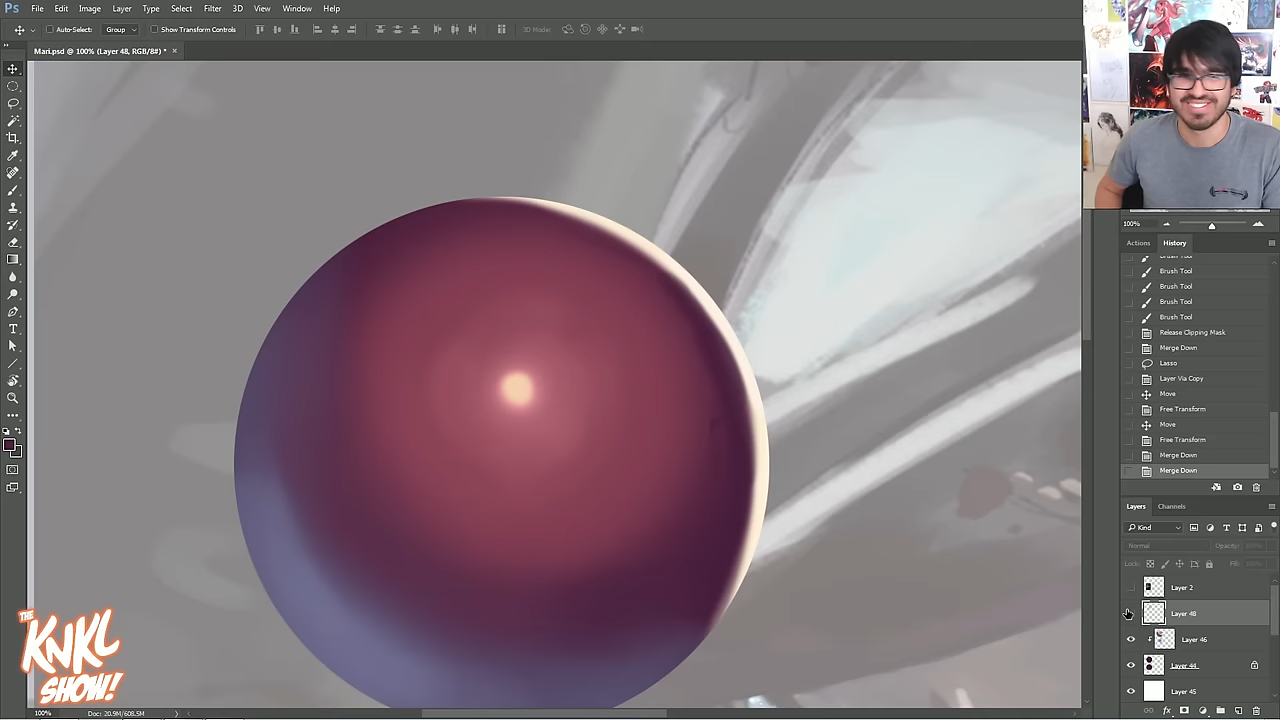 Ps File Edit Image Layer Type Select Filter 3D View Window Help
Auto-Select: Group Show Transform Controls 3D Mode:
Mari.psd @ 100% (Layer 48, RGB/8#) * ×
100%
Actions History
Brush Tool
Brush Tool
Brush Tool
Brush Tool
Brush Tool
Release Clipping Mask
Merge Down
Lasso
Layer Via Copy
Move
Free Transform
Move
Free Transform
Merge Down
Merge Down
Layers Channels
Kind
Normal Opacity: 100%
Lock: Fill: 100%
Layer 2
Layer 48
Layer 46
Layer 44
Layer 45
THE
KNKL
SHOW!
100% Doc: 20.9M/608.5M